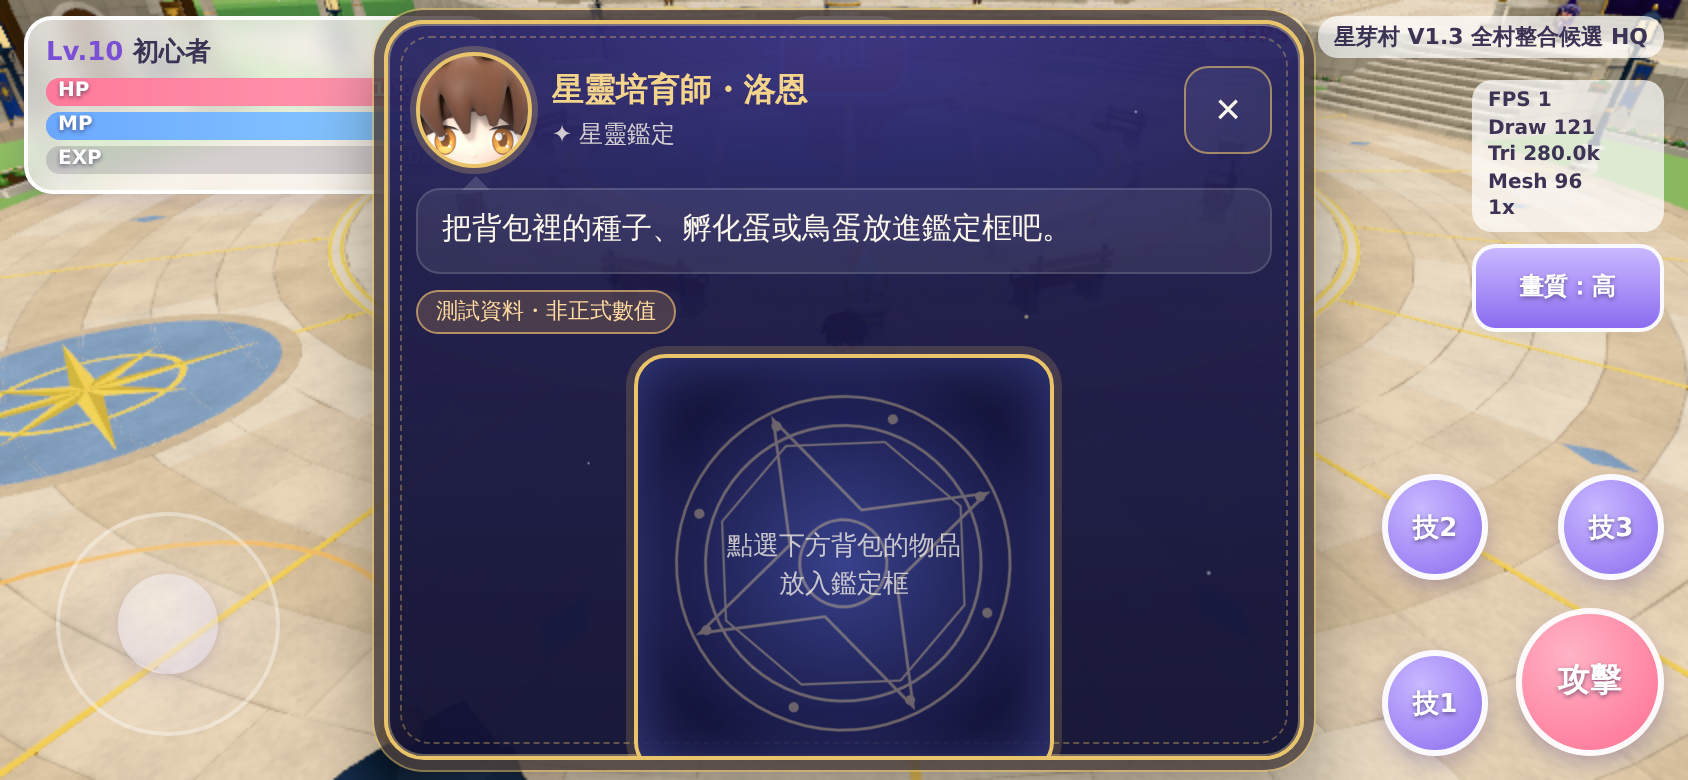 Lv.10 初心者
HP
MP
EXP
星靈培育師・洛恩
✦ 星靈鑑定
×
把背包裡的種子、孵化蛋或鳥蛋放進鑑定框吧。
測試資料・非正式數值
點選下方背包的物品
放入鑑定框
星芽村 V1.3 全村整合候選 HQ
FPS 1
Draw 121
Tri 280.0k
Mesh 96
1x
畫質：高
技2
技3
技1
攻擊